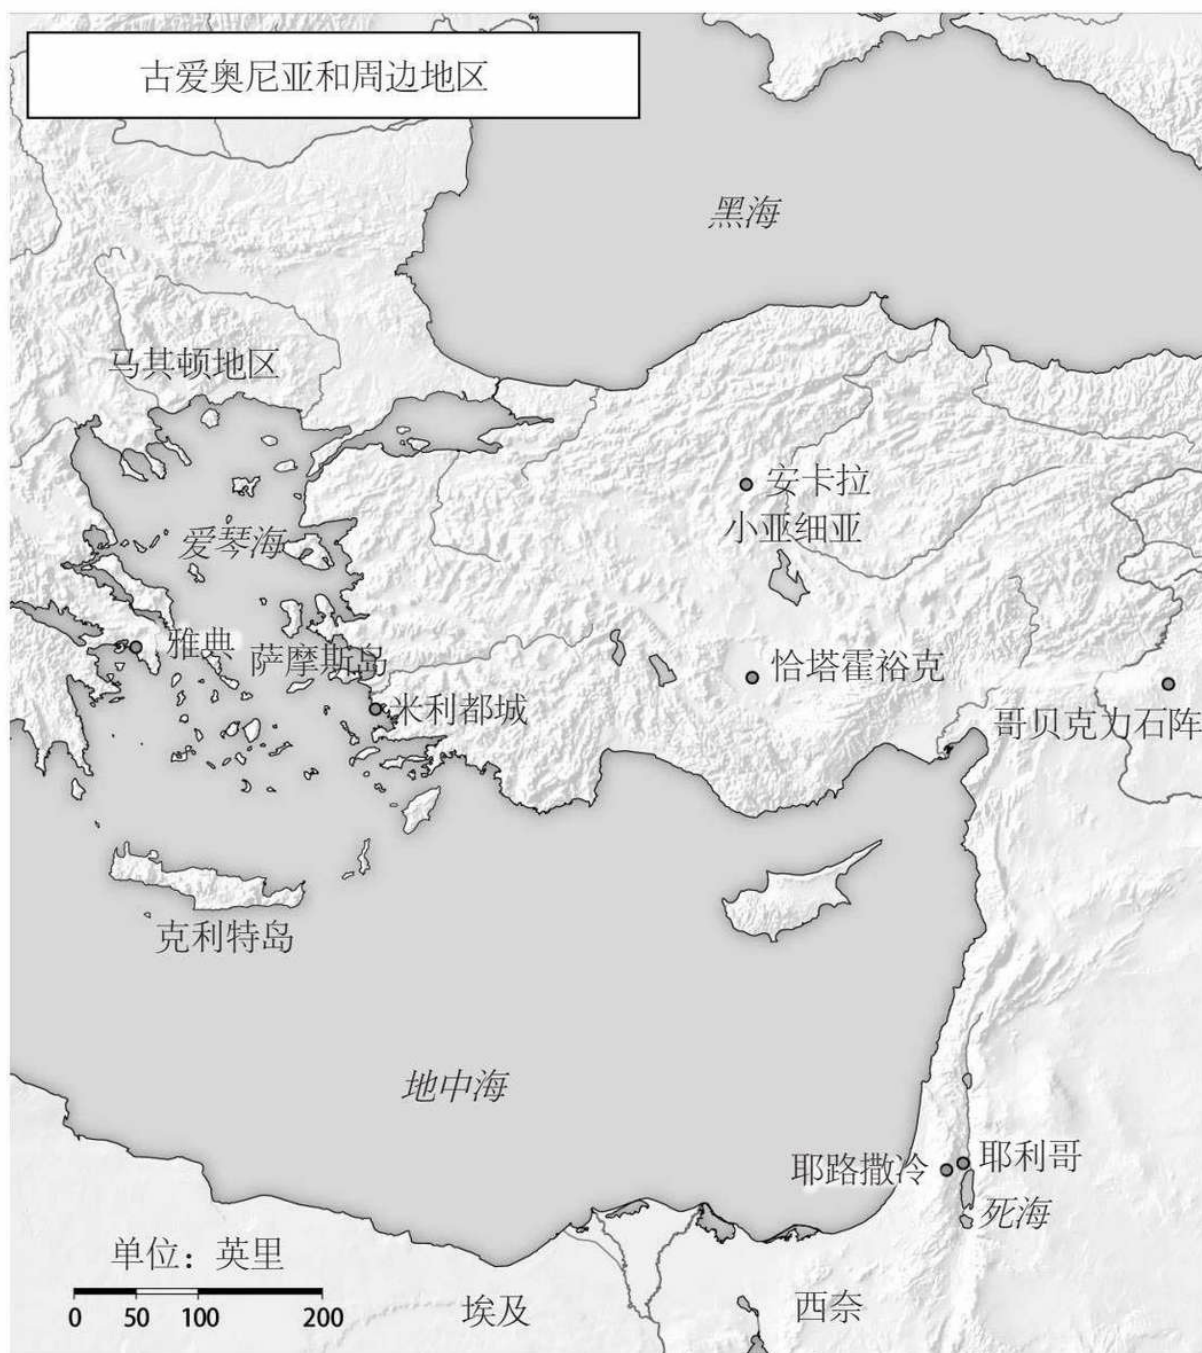 古爱奥尼亚和周边地区
黑海
马其顿地区
安卡拉
小亚细亚
爱琴海
雅典
萨摩斯岛
恰塔霍裕克
米利都城
哥贝克力石阵
克利特岛
地中海
耶路撒冷
耶利哥
死海
单位：英里
0 50 100 200
埃及
西奈